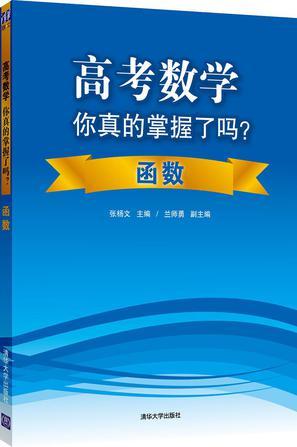 高考数学
你真的掌握了吗?
函数
张杨文 主编 / 兰师勇 副主编
清华大学出版社
高考数学 你真的掌握了吗?
函数
清华大学出版社